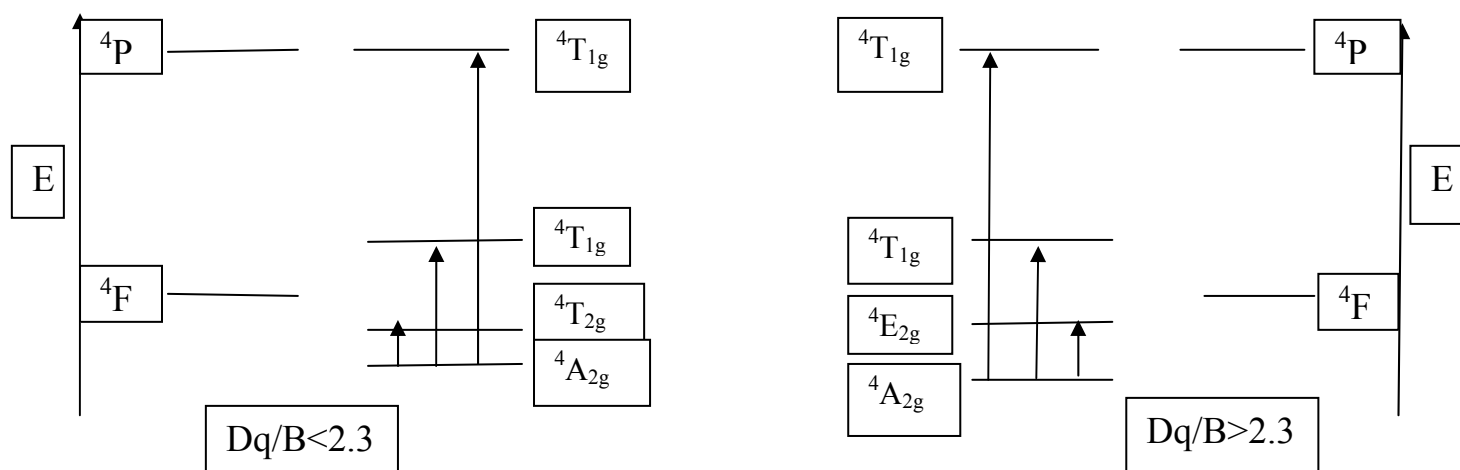 ⁴P
⁴T₁g
E
⁴T₁g
⁴F
⁴T₂g
⁴A₂g
Dq/B<2.3
⁴T₁g
⁴P
E
⁴T₁g
⁴E₂g
⁴F
⁴A₂g
Dq/B>2.3